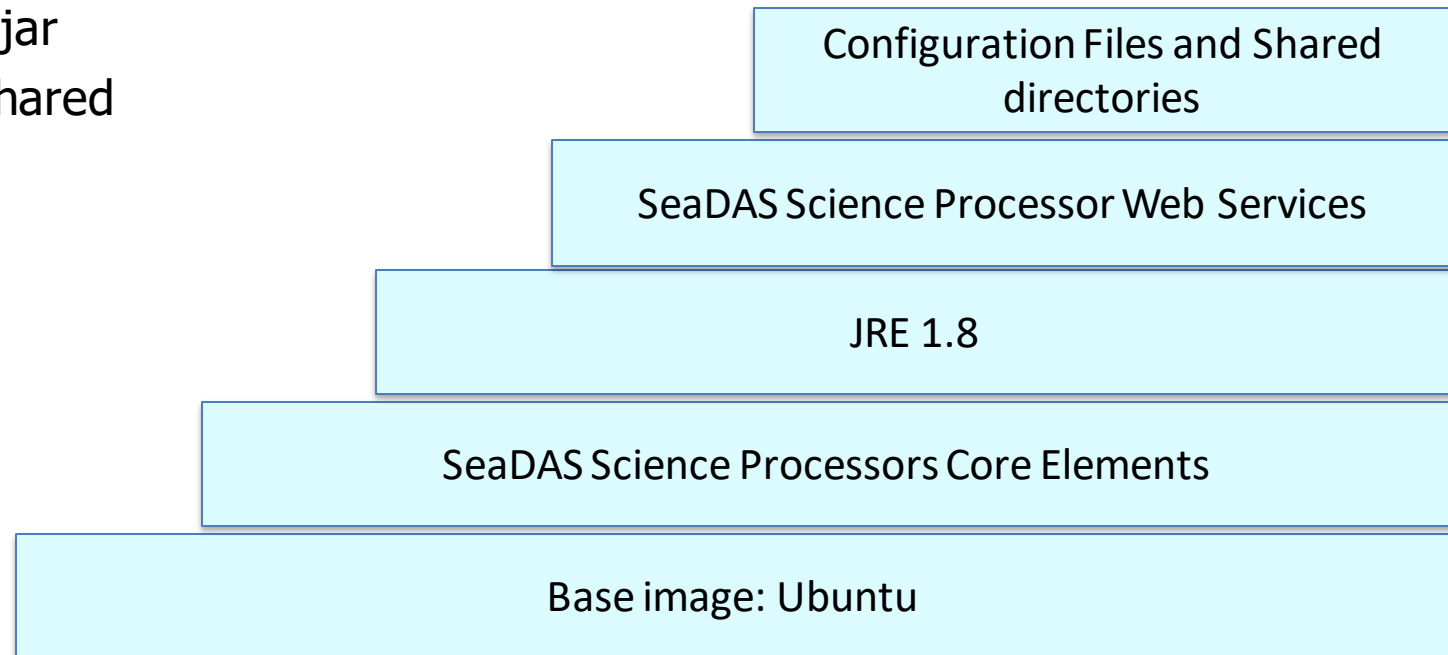 jar
Configuration Files and Shared
directories
SeaDAS Science Processor Web Services
JRE 1.8
SeaDAS Science Processors Core Elements
Base image: Ubuntu